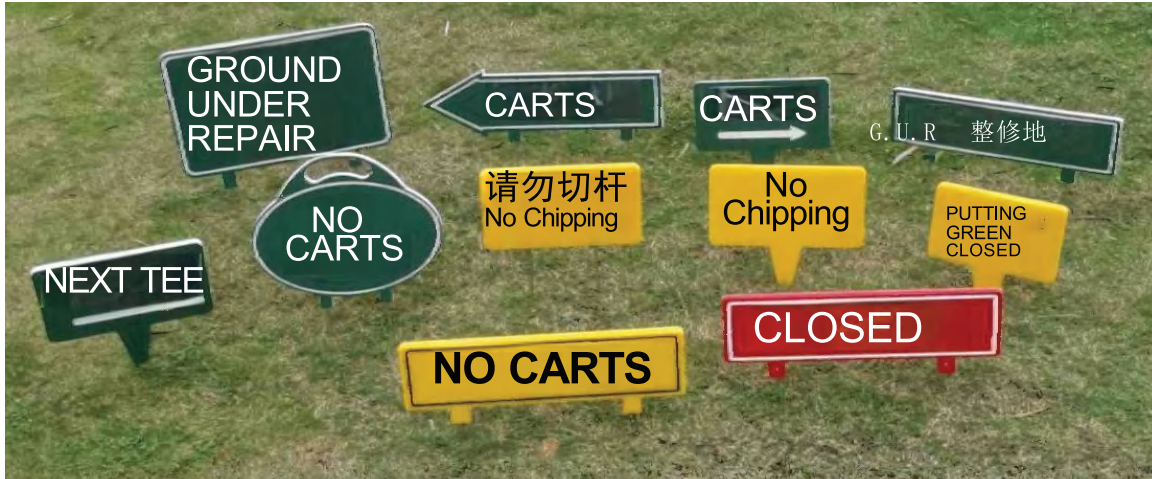 GROUND
UNDER
REPAIR
CARTS
CARTS
G.U.R 整修地
请勿切杆
No Chipping
No
Chipping
PUTTING
GREEN
CLOSED
NO
CARTS
NEXT TEE
CLOSED
NO CARTS